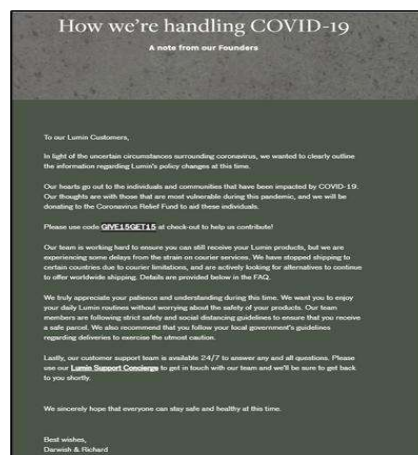 How we're handling COVID-19
A note from our Founders
To our Lumin Customers,
In light of the uncertain circumstances surrounding coronavirus, we wanted to clearly outline
the information regarding Lumin's policy changes at this time.
Our hearts go out to the individuals and communities that have been impacted by COVID-19.
Our thoughts are with those that are most vulnerable during this pandemic, and we will be
donating to the Coronavirus Relief Fund to aid these individuals.
Please use code GIVE15GET15 at check-out to help us contribute!
Our team is working hard to ensure you can still receive your Lumin products, but we are
experiencing some delays from the strain on courier services. We have stopped shipping to
certain countries due to courier limitations, and are actively looking for alternatives to continue
to offer worldwide shipping. Details are provided below in the FAQ.
We truly appreciate your patience and understanding during this time. We want you to enjoy
your daily Lumin routines without worrying about the safety of your products. Our team
members are following strict safety and social distancing guidelines to ensure that you receive
a safe parcel. We also recommend that you follow your local government's guidelines
regarding deliveries to exercise the utmost caution.
Lastly, our customer support team is available 24/7 to answer any and all questions. Please
use our Lumin Support Concierge to get in touch with our team and we'll be sure to get back
to you shortly.
We sincerely hope that everyone can stay safe and healthy at this time.
Best wishes,
Darwish & Richard